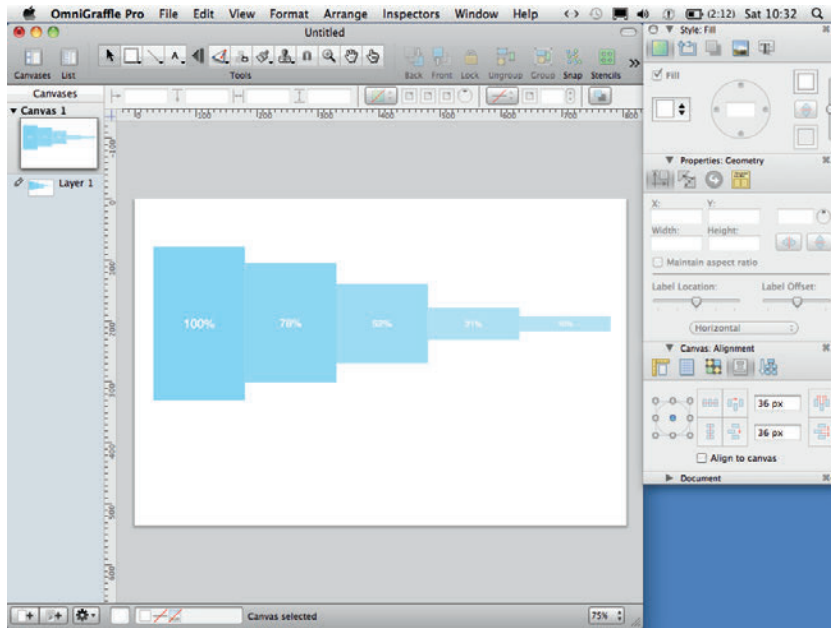 OmniGraffle Pro File Edit View Format Arrange Inspectors Window Help (2:12) Sat 10:32
Untitled
Style: Fill
Canvases List Tools Back Front Lock Ungroup Group Snap Stencils
Fill
Canvases
Canvas 1
Layer 1
Properties: Geometry
X: Y:
Width: Height:
Maintain aspect ratio
Label Location: Label Offset:
Horizontal
100% 78% 52% 31%
Canvas: Alignment
36 px
36 px
Align to canvas
Document
Canvas selected 75%